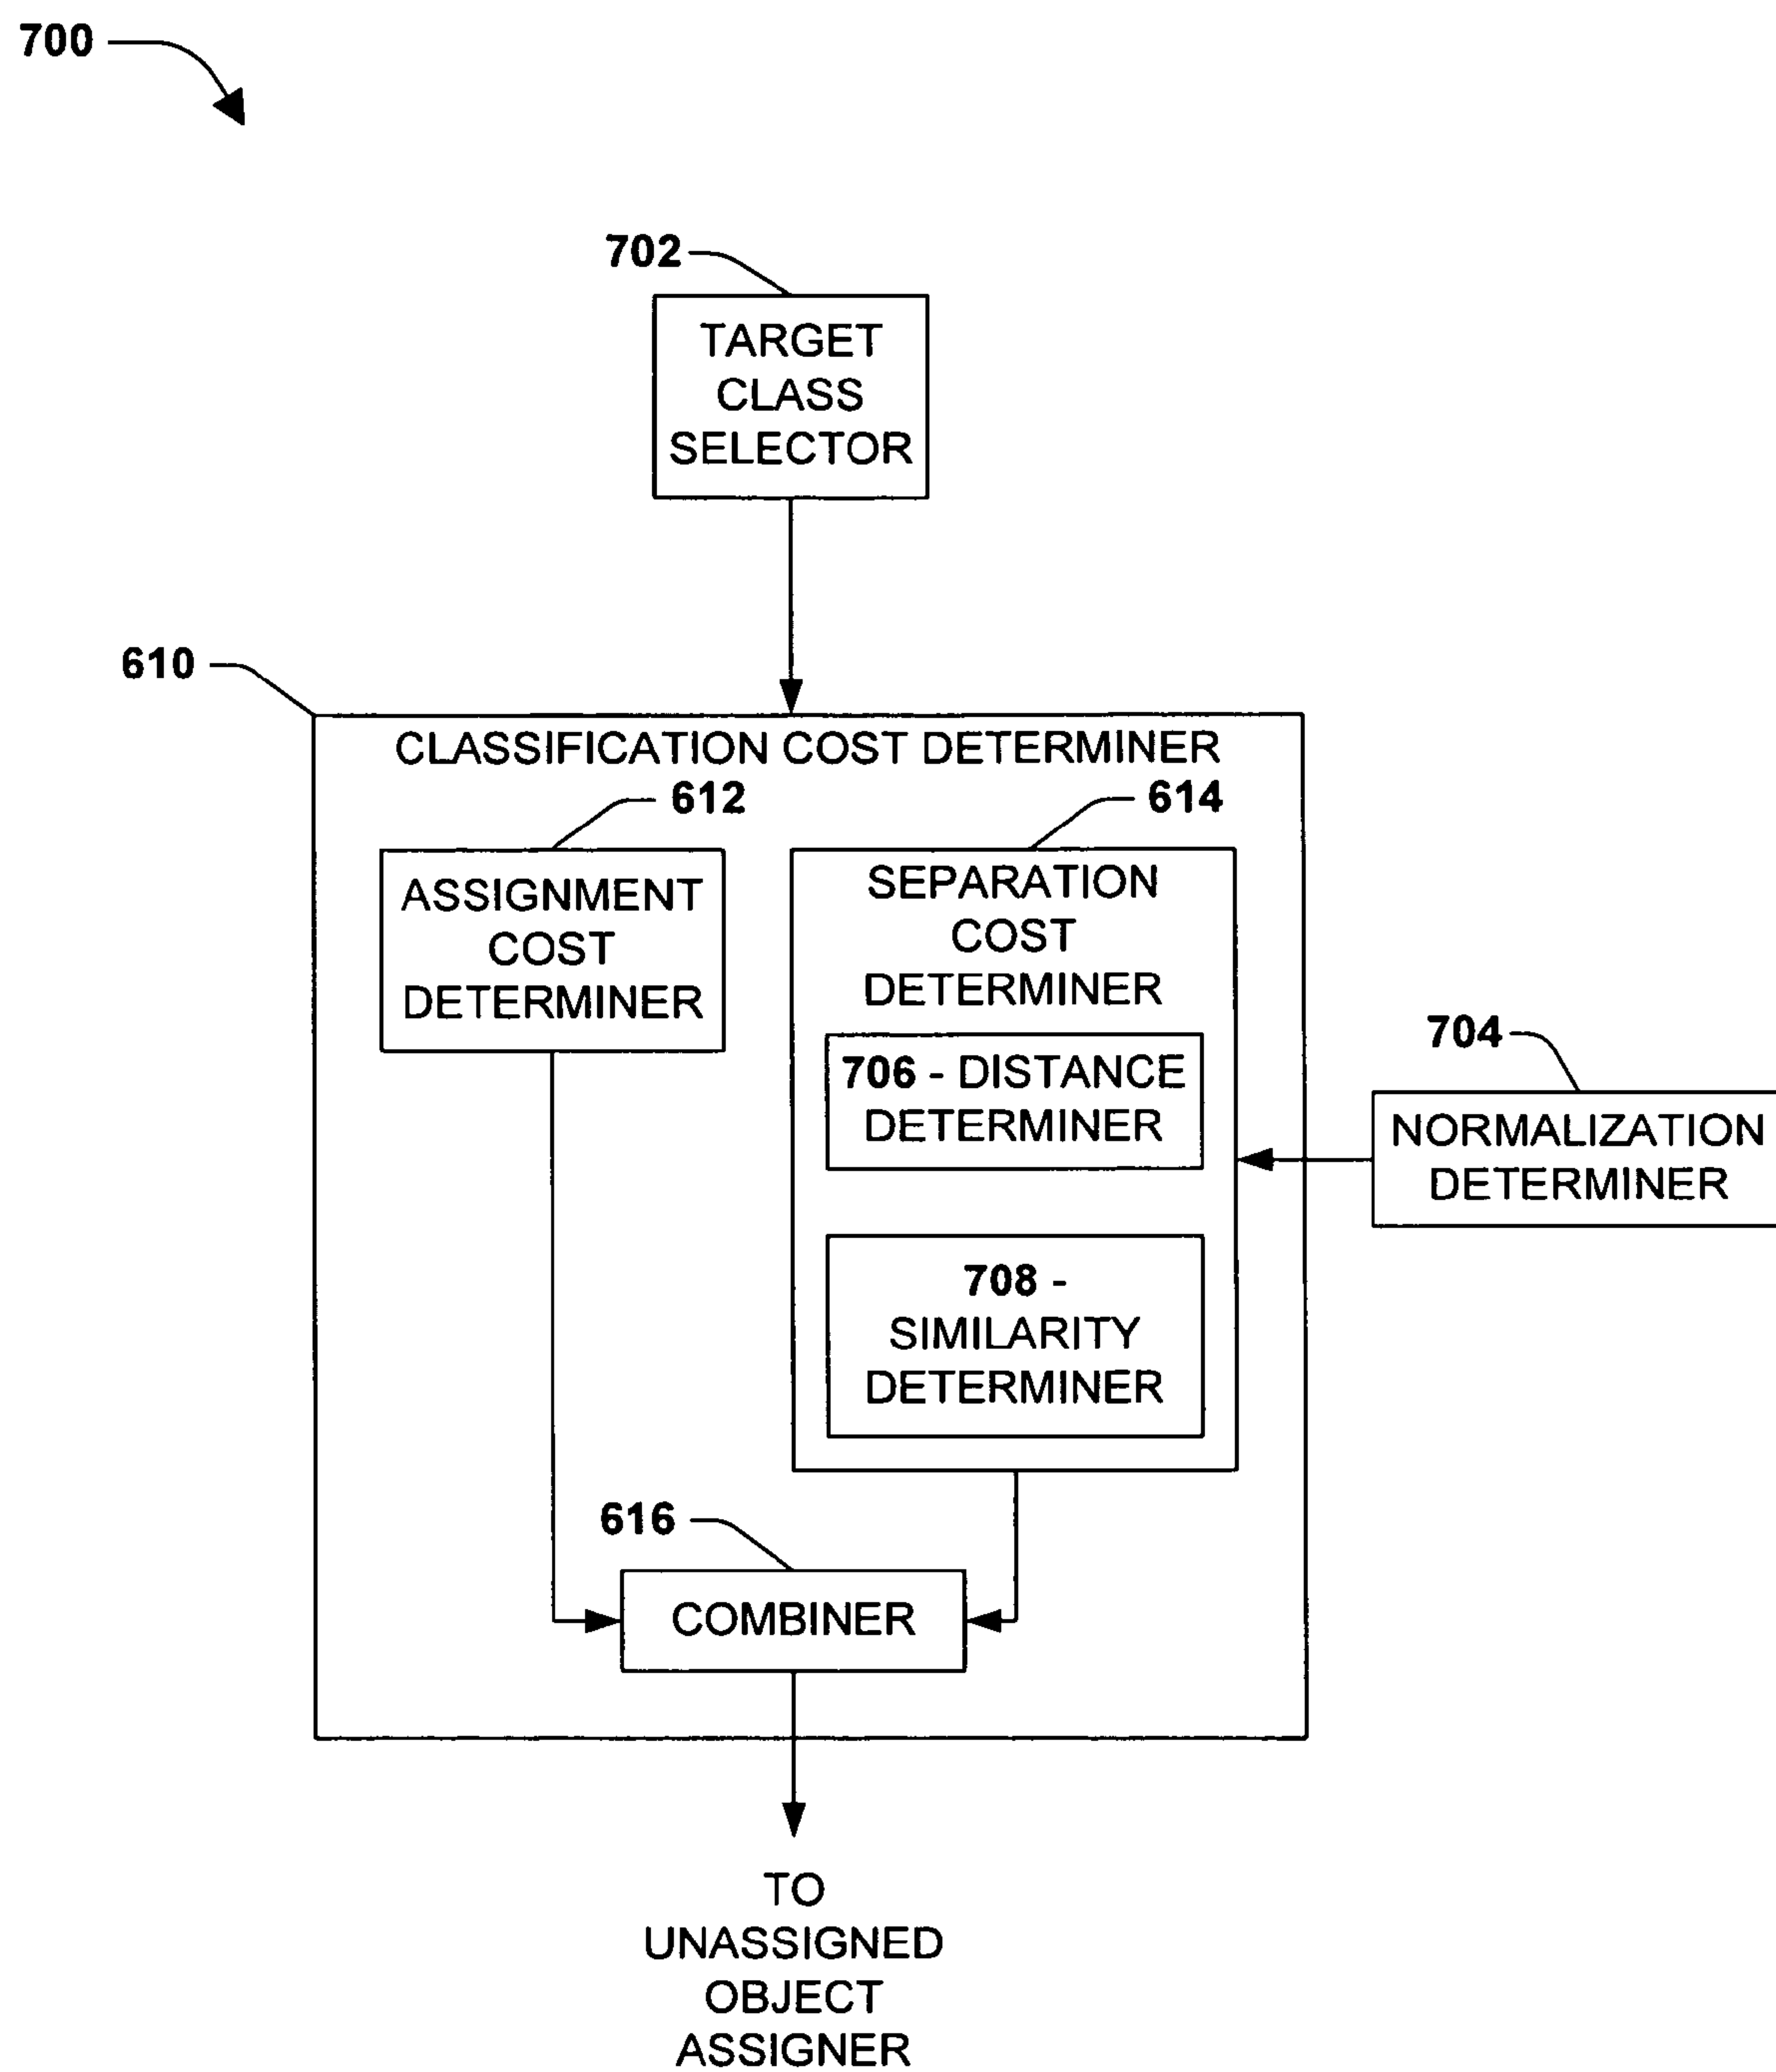 700
702
TARGET
CLASS
SELECTOR
610
CLASSIFICATION COST DETERMINER
612
614
ASSIGNMENT
COST
DETERMINER
SEPARATION
COST
DETERMINER
706 - DISTANCE
DETERMINER
704
NORMALIZATION
DETERMINER
708 -
SIMILARITY
DETERMINER
616
COMBINER
TO
UNASSIGNED
OBJECT
ASSIGNER